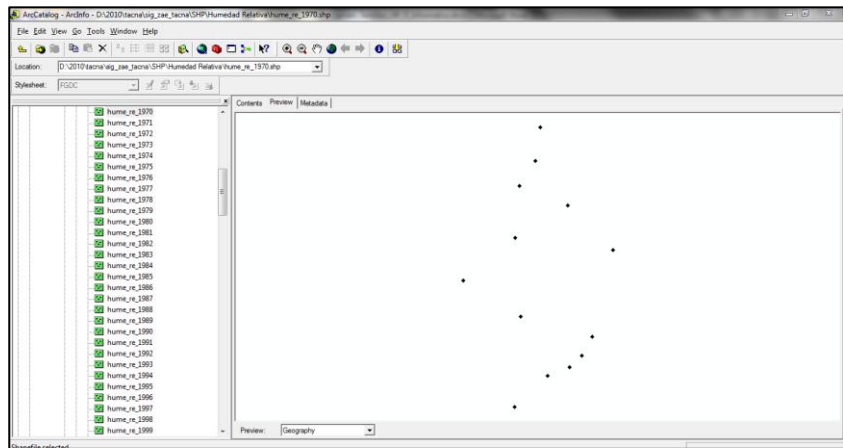 ArcCatalog - ArcInfo - D:\2010\tacna\sig_zae_tacna\SHP\Humedad Relativa\hume_re_1970.shp
File Edit View Go Tools Window Help
Location: D:\2010\tacna\sig_zae_tacna\SHP\Humedad Relativa\hume_re_1970.shp
Stylesheet: FGDC
Contents Preview Metadata
hume_re_1970
hume_re_1971
hume_re_1972
hume_re_1973
hume_re_1974
hume_re_1975
hume_re_1976
hume_re_1977
hume_re_1978
hume_re_1979
hume_re_1980
hume_re_1981
hume_re_1982
hume_re_1983
hume_re_1984
hume_re_1985
hume_re_1986
hume_re_1987
hume_re_1988
hume_re_1989
hume_re_1990
hume_re_1991
hume_re_1992
hume_re_1993
hume_re_1994
hume_re_1995
hume_re_1996
hume_re_1997
hume_re_1998
hume_re_1999
Preview: Geography
Shapefile selected